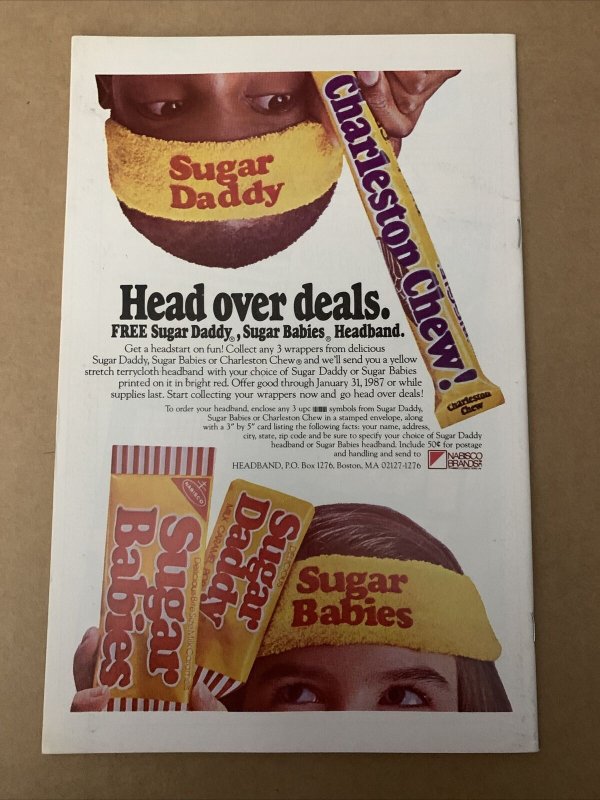 Sugar
Daddy
Charleston Chew!
Charleston
Chew
Head over deals.
FREE Sugar Daddy®, Sugar Babies® Headband.
Get a headstart on fun! Collect any 3 wrappers from delicious
Sugar Daddy, Sugar Babies or Charleston Chew® and we'll send you a yellow
stretch terrycloth headband with your choice of Sugar Daddy or Sugar Babies
printed on it in bright red. Offer good through January 31, 1987 or while
supplies last. Start collecting your wrappers now and go head over deals!
To order your headband, enclose any 3 upc symbols from Sugar Daddy,
Sugar Babies or Charleston Chew in a stamped envelope, along
with a 3" by 5" card listing the following facts: your name, address,
city, state, zip code and be sure to specify your choice of Sugar Daddy
headband or Sugar Babies headband. Include 50¢ for postage
and handling and send to
HEADBAND, P.O. Box 1276, Boston, MA 02127-1276
NABISCO
BRANDS
NABISCO
Sugar
Babies
Sugar
Daddy
MILK CARAMEL
Sugar
Babies